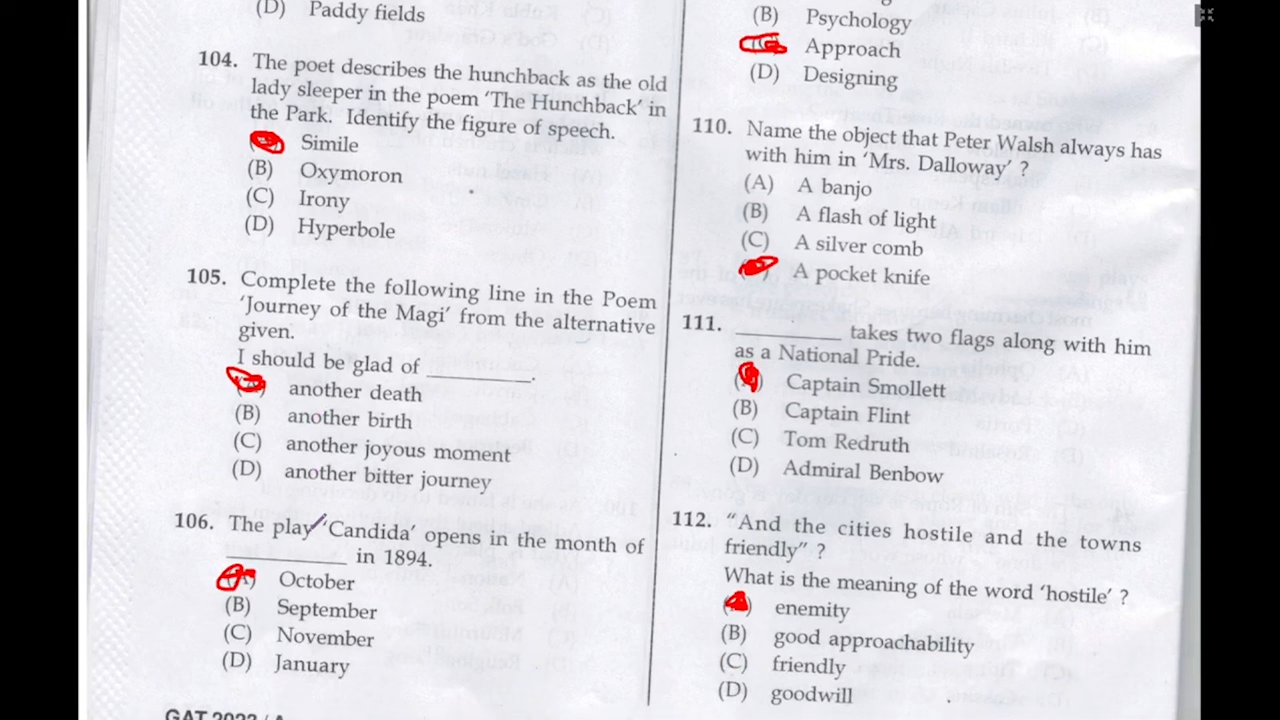 (D) Paddy fields
104. The poet describes the hunchback as the old
lady sleeper in the poem 'The Hunchback' in
the Park. Identify the figure of speech.
Simile
(B) Oxymoron
(C) Irony
(D) Hyperbole
105. Complete the following line in the Poem
'Journey of the Magi' from the alternative
given.
I should be glad of __________.
(A) another death
(B) another birth
(C) another joyous moment
(D) another bitter journey
106. The play 'Candida' opens in the month of
__________ in 1894.
(A) October
(B) September
(C) November
(D) January
GAT 2022 / A
(B) Psychology
Approach
(D) Designing
110. Name the object that Peter Walsh always has
with him in 'Mrs. Dalloway' ?
(A) A banjo
(B) A flash of light
(C) A silver comb
A pocket knife
111. __________ takes two flags along with him
as a National Pride.
(A) Captain Smollett
(B) Captain Flint
(C) Tom Redruth
(D) Admiral Benbow
112. "And the cities hostile and the towns
friendly" ?
What is the meaning of the word 'hostile' ?
enemity
(B) good approachability
(C) friendly
(D) goodwill